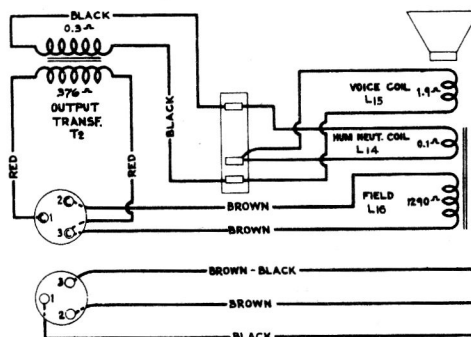 BLACK
0.3Ω
376Ω
OUTPUT
TRANSF.
T2
RED
RED
BLACK
VOICE COIL 1.9Ω
L15
HUM NEUT. COIL
L14 0.1Ω
FIELD 1290Ω
L16
2
1
3
BROWN
BROWN
3
1
2
BROWN-BLACK
BROWN
BLACK